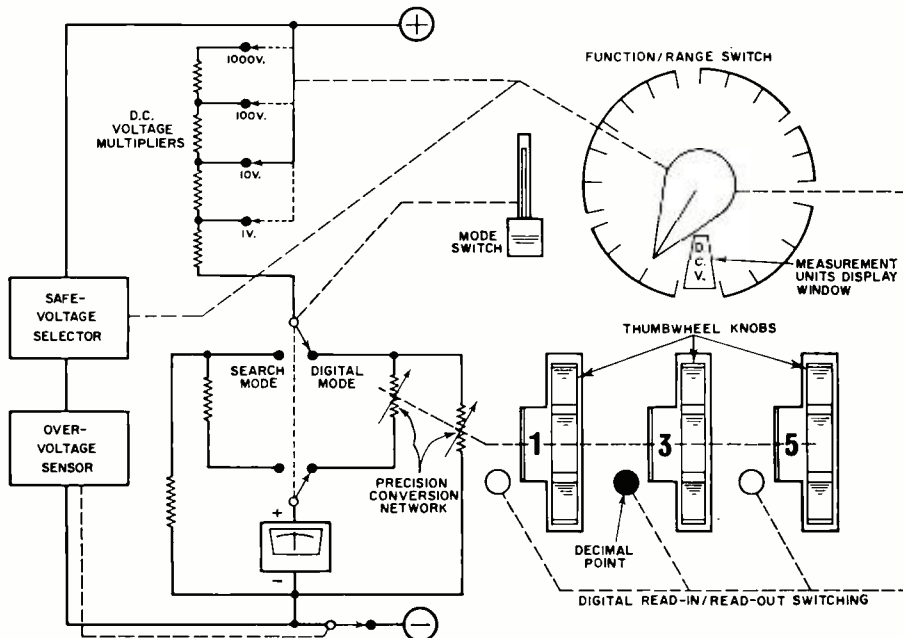 +
1000V.
FUNCTION/RANGE SWITCH
100V.
D.C.
VOLTAGE
MULTIPLIERS
10V.
1V.
MODE
SWITCH
D.
C.
V.
MEASUREMENT
UNITS DISPLAY
WINDOW
SAFE-
VOLTAGE
SELECTOR
THUMBWHEEL KNOBS
SEARCH
MODE
DIGITAL
MODE
OVER-
VOLTAGE
SENSOR
1
3
5
PRECISION
CONVERSION
NETWORK
+
−
DECIMAL
POINT
DIGITAL READ-IN/READ-OUT SWITCHING
−